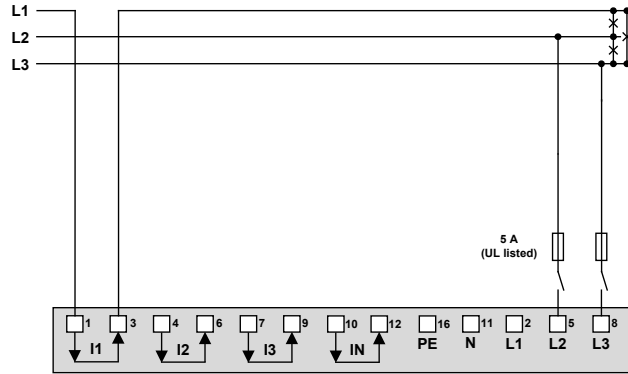 L1
L2
L3
5 A
(UL listed)
1 3 4 6 7 9 10 12 16 11 2 5 8
I1 I2 I3 IN PE N L1 L2 L3